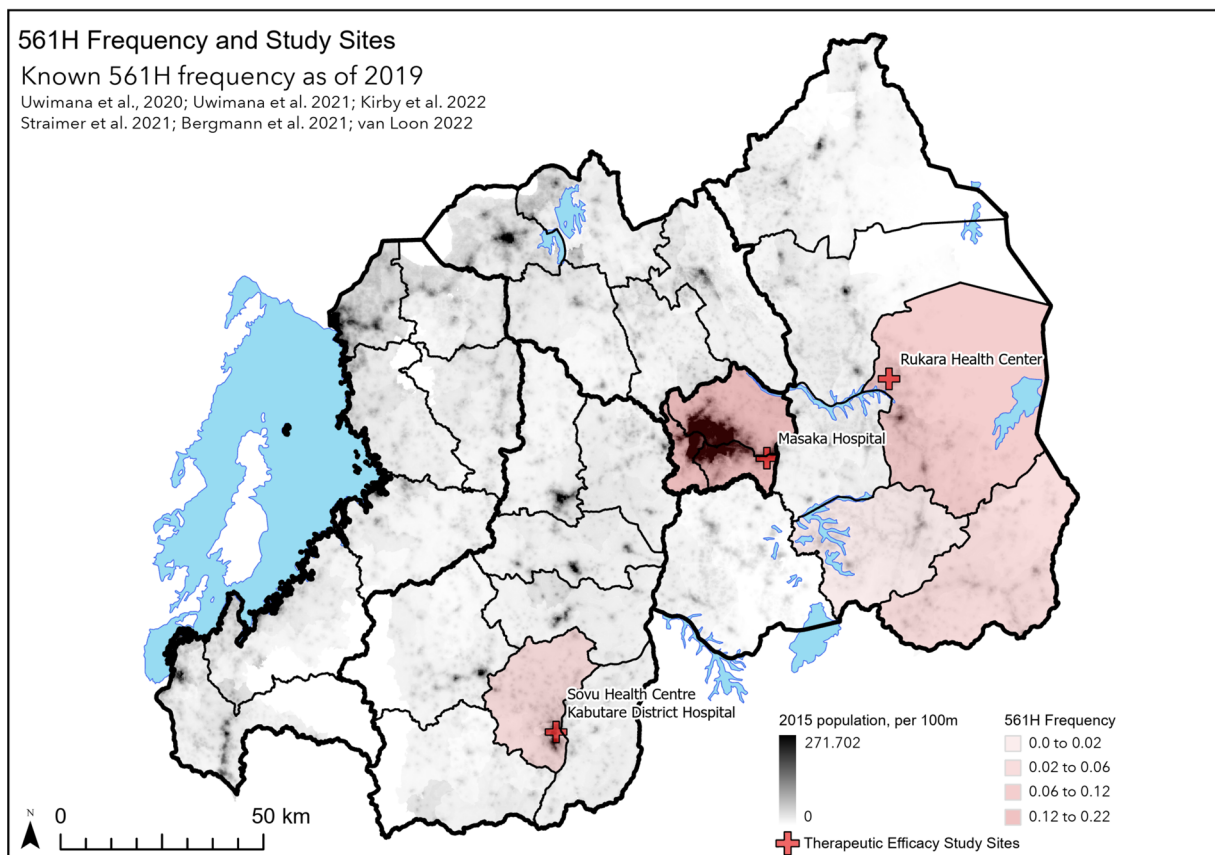 561H Frequency and Study Sites
Known 561H frequency as of 2019
Uwimana et al., 2020; Uwimana et al. 2021; Kirby et al. 2022
Straimer et al. 2021; Bergmann et al. 2021; van Loon 2022
Rukara Health Center
Masaka Hospital
Sovu Health Centre
Kabutare District Hospital
2015 population, per 100m
271.702
0
561H Frequency
0.0 to 0.02
0.02 to 0.06
0.06 to 0.12
0.12 to 0.22
Therapeutic Efficacy Study Sites
N
0
50 km